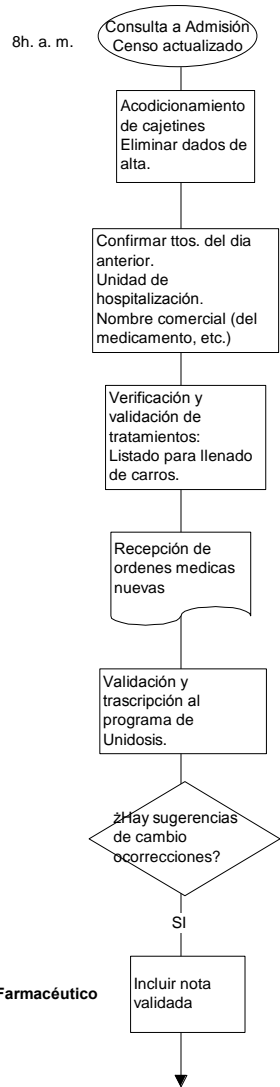 8h. a. m.
Consulta a Admisión
Censo actualizado
Acodicionamiento
de cajetines
Eliminar dados de
alta.
Confirmar ttos. del dia
anterior.
Unidad de
hospitalización.
Nombre comercial (del
medicamento, etc.)
Verificación y
validación de
tratamientos:
Listado para llenado
de carros.
Recepción de
ordenes medicas
nuevas
Validación y
trascripción al
programa de
Unidosis.
żHay sugerencias
de cambio
ocorrecciones?
SI
Farmacéutico
Incluir nota
validada